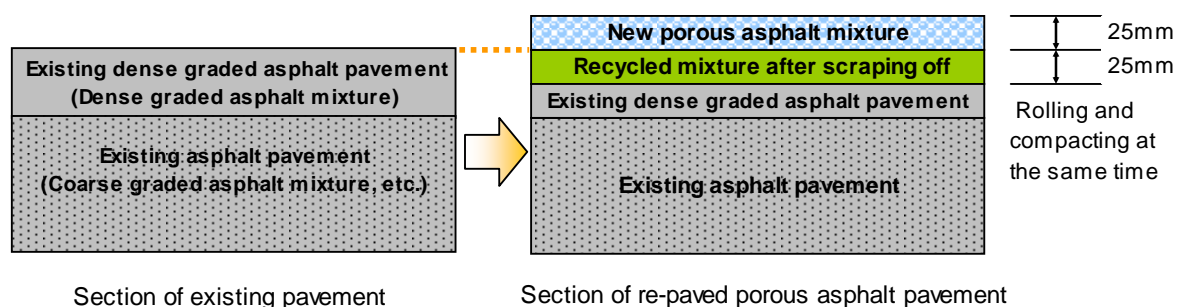 Existing dense graded asphalt pavement
(Dense graded asphalt mixture)
Existing asphalt pavement
(Coarse graded asphalt mixture, etc.)
Section of existing pavement
New porous asphalt mixture
Recycled mixture after scraping off
Existing dense graded asphalt pavement
Existing asphalt pavement
Section of re-paved porous asphalt pavement
25mm
25mm
Rolling and
compacting at
the same time